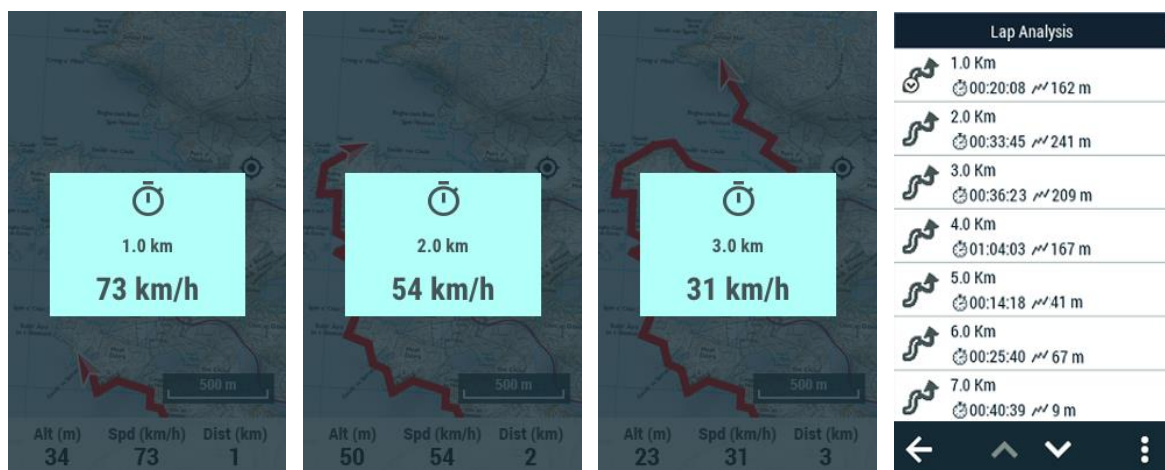 1.0 km
73 km/h
500 m
Alt (m) Spd (km/h) Dist (km)
34 73 1
2.0 km
54 km/h
500 m
Alt (m) Spd (km/h) Dist (km)
50 54 2
3.0 km
31 km/h
500 m
Alt (m) Spd (km/h) Dist (km)
23 31 3
Lap Analysis
1.0 Km
00:20:08 162 m
2.0 Km
00:33:45 241 m
3.0 Km
00:36:23 209 m
4.0 Km
01:04:03 167 m
5.0 Km
00:14:18 41 m
6.0 Km
00:25:40 67 m
7.0 Km
00:40:39 9 m